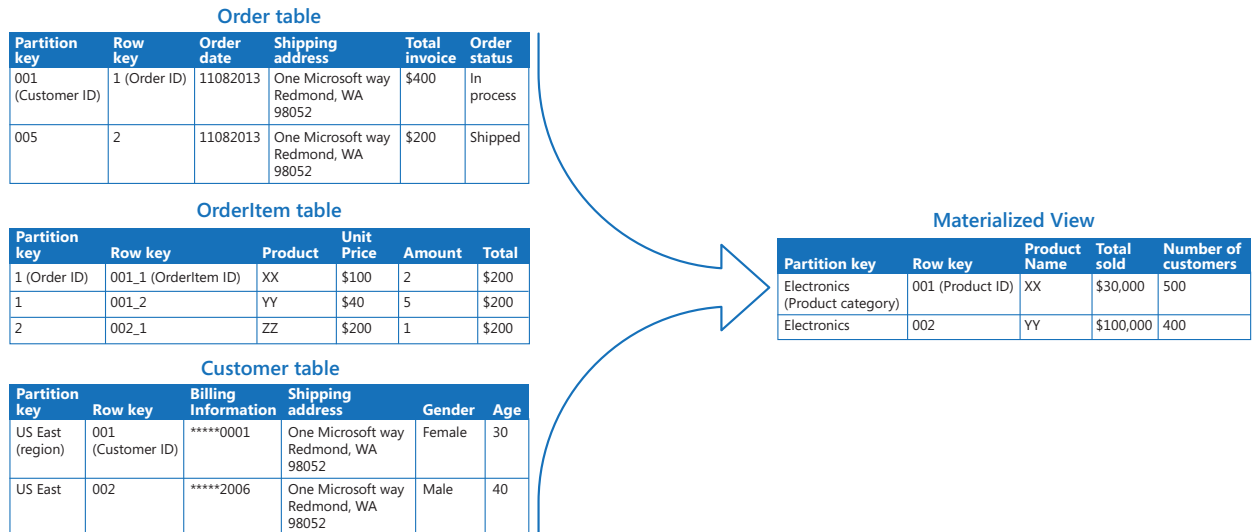 Order table
Partition key Row key Order date Shipping address Total invoice Order status
001 (Customer ID) 1 (Order ID) 11082013 One Microsoft way Redmond, WA 98052 $400 In process
005 2 11082013 One Microsoft way Redmond, WA 98052 $200 Shipped
OrderItem table
Partition key Row key Product Unit Price Amount Total
1 (Order ID) 001_1 (OrderItem ID) XX $100 2 $200
1 001_2 YY $40 5 $200
2 002_1 ZZ $200 1 $200
Customer table
Partition key Row key Billing Information Shipping address Gender Age
US East (region) 001 (Customer ID) *****0001 One Microsoft way Redmond, WA 98052 Female 30
US East 002 *****2006 One Microsoft way Redmond, WA 98052 Male 40
Materialized View
Partition key Row key Product Name Total sold Number of customers
Electronics (Product category) 001 (Product ID) XX $30,000 500
Electronics 002 YY $100,000 400